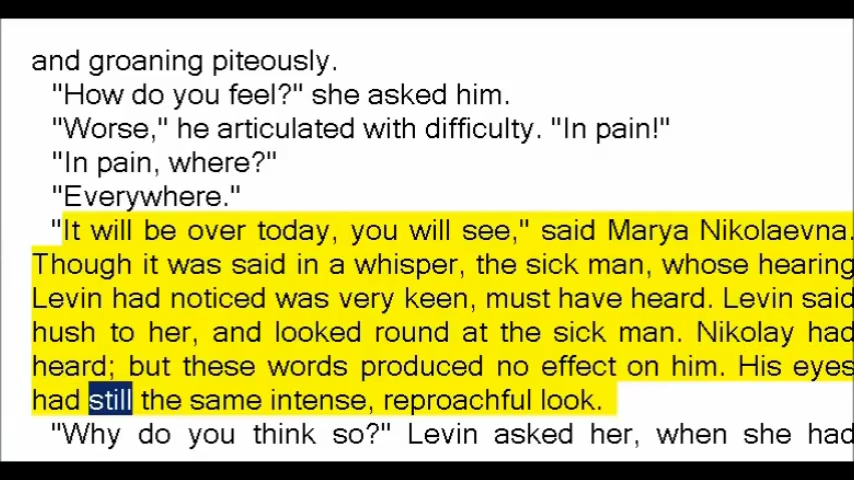 and groaning piteously.
"How do you feel?" she asked him.
"Worse," he articulated with difficulty. "In pain!"
"In pain, where?"
"Everywhere."
"It will be over today, you will see," said Marya Nikolaevna.
Though it was said in a whisper, the sick man, whose hearing
Levin had noticed was very keen, must have heard. Levin said
hush to her, and looked round at the sick man. Nikolay had
heard; but these words produced no effect on him. His eyes
had still the same intense, reproachful look.
"Why do you think so?" Levin asked her, when she had